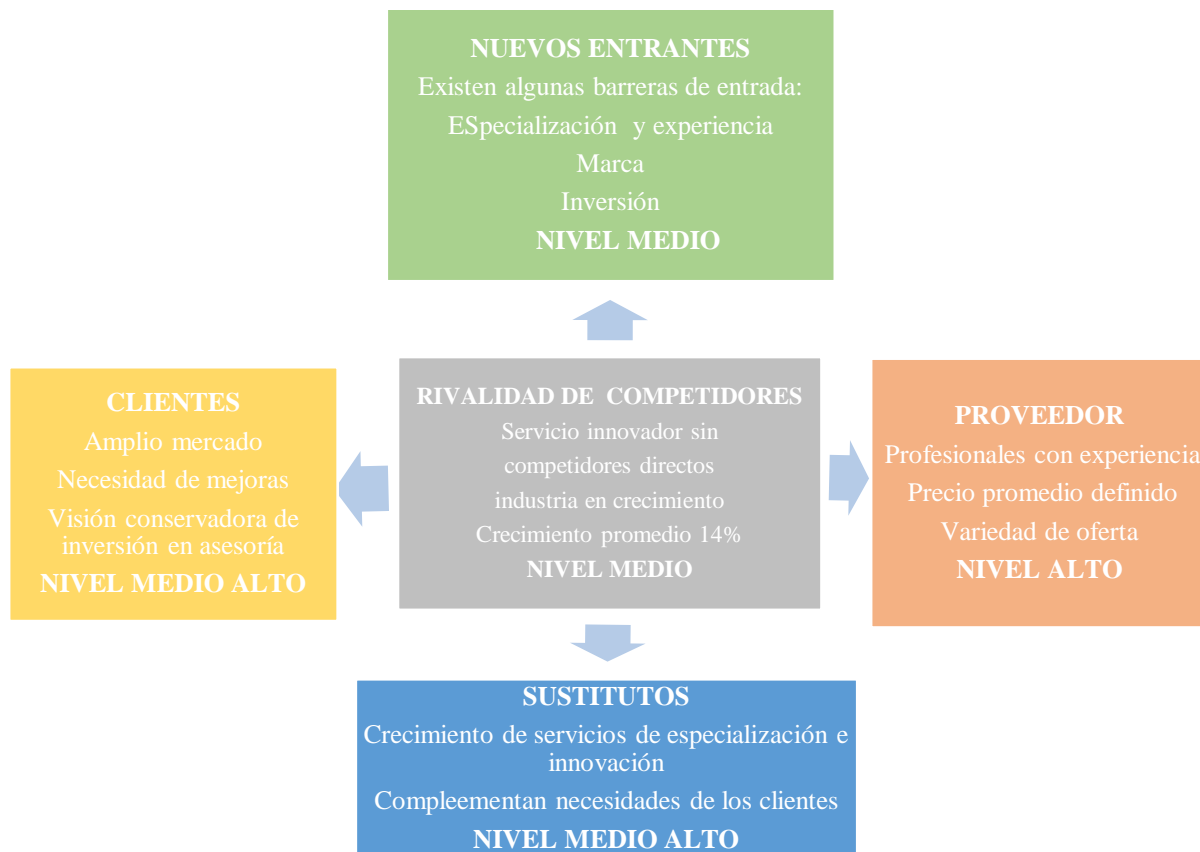 NUEVOS ENTRANTES
Existen algunas barreras de entrada:
ESpecialización y experiencia
Marca
Inversión
NIVEL MEDIO
CLIENTES
Amplio mercado
Necesidad de mejoras
Visión conservadora de
inversión en asesoría
NIVEL MEDIO ALTO
RIVALIDAD DE COMPETIDORES
Servicio innovador sin
competidores directos
industria en crecimiento
Crecimiento promedio 14%
NIVEL MEDIO
PROVEEDOR
Profesionales con experiencia
Precio promedio definido
Variedad de oferta
NIVEL ALTO
SUSTITUTOS
Crecimiento de servicios de especialización e
innovación
Compleementan necesidades de los clientes
NIVEL MEDIO ALTO